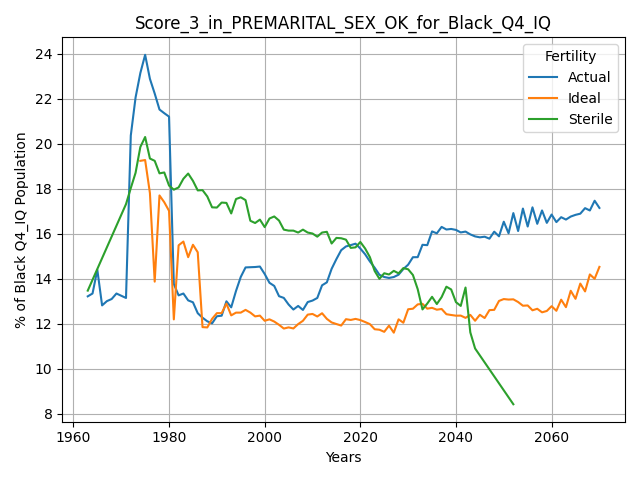 Score_3_in_PREMARITAL_SEX_OK_for_Black_Q4_IQ
Fertility
Actual
Ideal
Sterile
% of Black Q4_IQ Population
24
22
20
18
16
14
12
10
8
1960 1980 2000 2020 2040 2060
Years